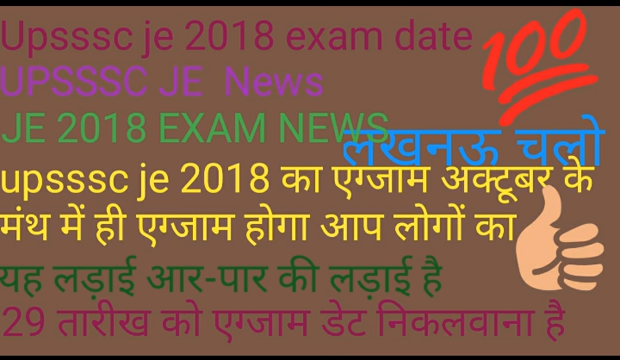 Upsssc je 2018 exam date
UPSSSC JE News
JE 2018 EXAM NEWS
लखनऊ चलो
upsssc je 2018 का एग्जाम अक्टूबर के
मंथ में ही एग्जाम होगा आप लोगों का
यह लड़ाई आर-पार की लड़ाई है
29 तारीख को एग्जाम डेट निकलवाना है